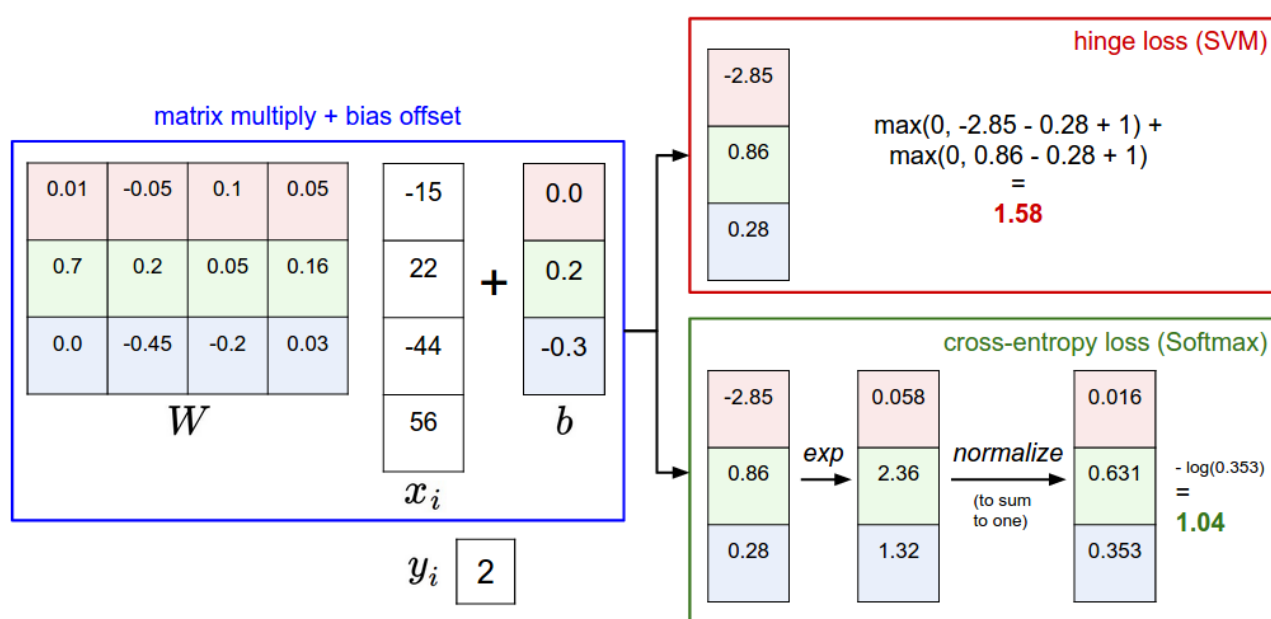 matrix multiply + bias offset
0.01 -0.05 0.1 0.05
0.7 0.2 0.05 0.16
0.0 -0.45 -0.2 0.03
W
-15
22
-44
56
x_i
+
0.0
0.2
-0.3
b
y_i 2
hinge loss (SVM)
-2.85
0.86
0.28
max(0, -2.85 - 0.28 + 1) +
max(0, 0.86 - 0.28 + 1)
=
1.58
cross-entropy loss (Softmax)
-2.85
0.86
0.28
exp
0.058
2.36
1.32
normalize
(to sum
to one)
0.016
0.631
0.353
- log(0.353)
=
1.04